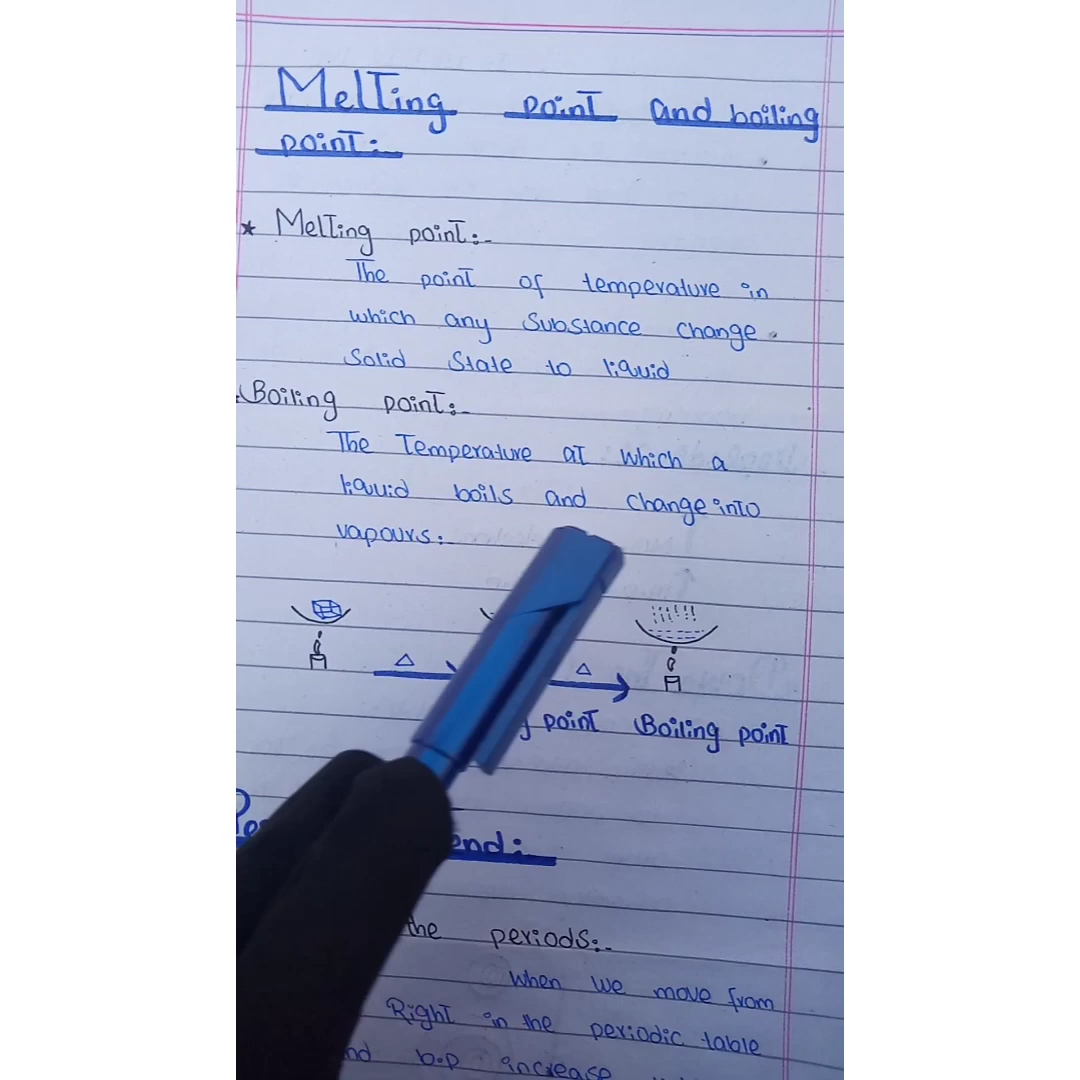 Melting point and boiling
point:-
* Melting point:-
The point of temperature in
which any Substance change
Solid State to liquid
Boiling point:-
The Temperature at which a
liquid boils and change into
vapours:
△ △
point Boiling point
the periods:-
When we move from
Right in the periodic table
b.p increase